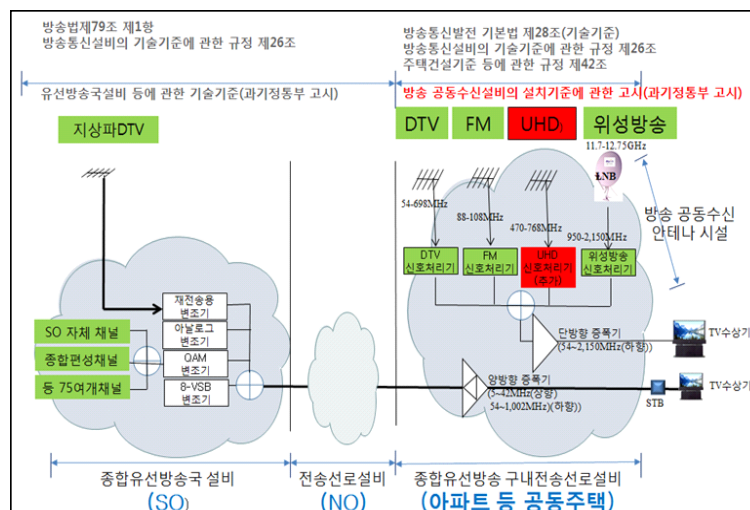 방송법제79조 제1항
방송통신설비의 기술기준에 관한 규정 제26조
유선방송국설비 등에 관한 기술기준(과기정통부 고시)
방송통신발전 기본법 제28조(기술기준)
방송통신설비의 기술기준에 관한 규정 제26조
주택건설기준 등에 관한 규정 제42조
방송 공동수신설비의 설치기준에 관한 고시(과기정통부 고시)
지상파DTV
DTV
FM
UHD)
위성방송
11.7-12.75GHz
LNB
54-698MHz
88-108MHz
470-768MHz
950-2,150MHz
방송 공동수신
안테나 시설
DTV
신호처리기
FM
신호처리기
UHD
신호처리기
(추가)
위성방송
신호처리기
재전송용
변조기
아날로그
변조기
QAM
변조기
8-VSB
변조기
SO 자체 채널
종합편성채널
등 75여개채널
단방향 증폭기
(54~2,150MHz(하향))
TV수상기
양방향 증폭기
(5~42MHz(상향)
54~1,002MHz)(하향))
STB
TV수상기
종합유선방송국 설비
(SO)
전송선로설비
(NO)
종합유선방송 구내전송선로설비
(아파트 등 공동주택)